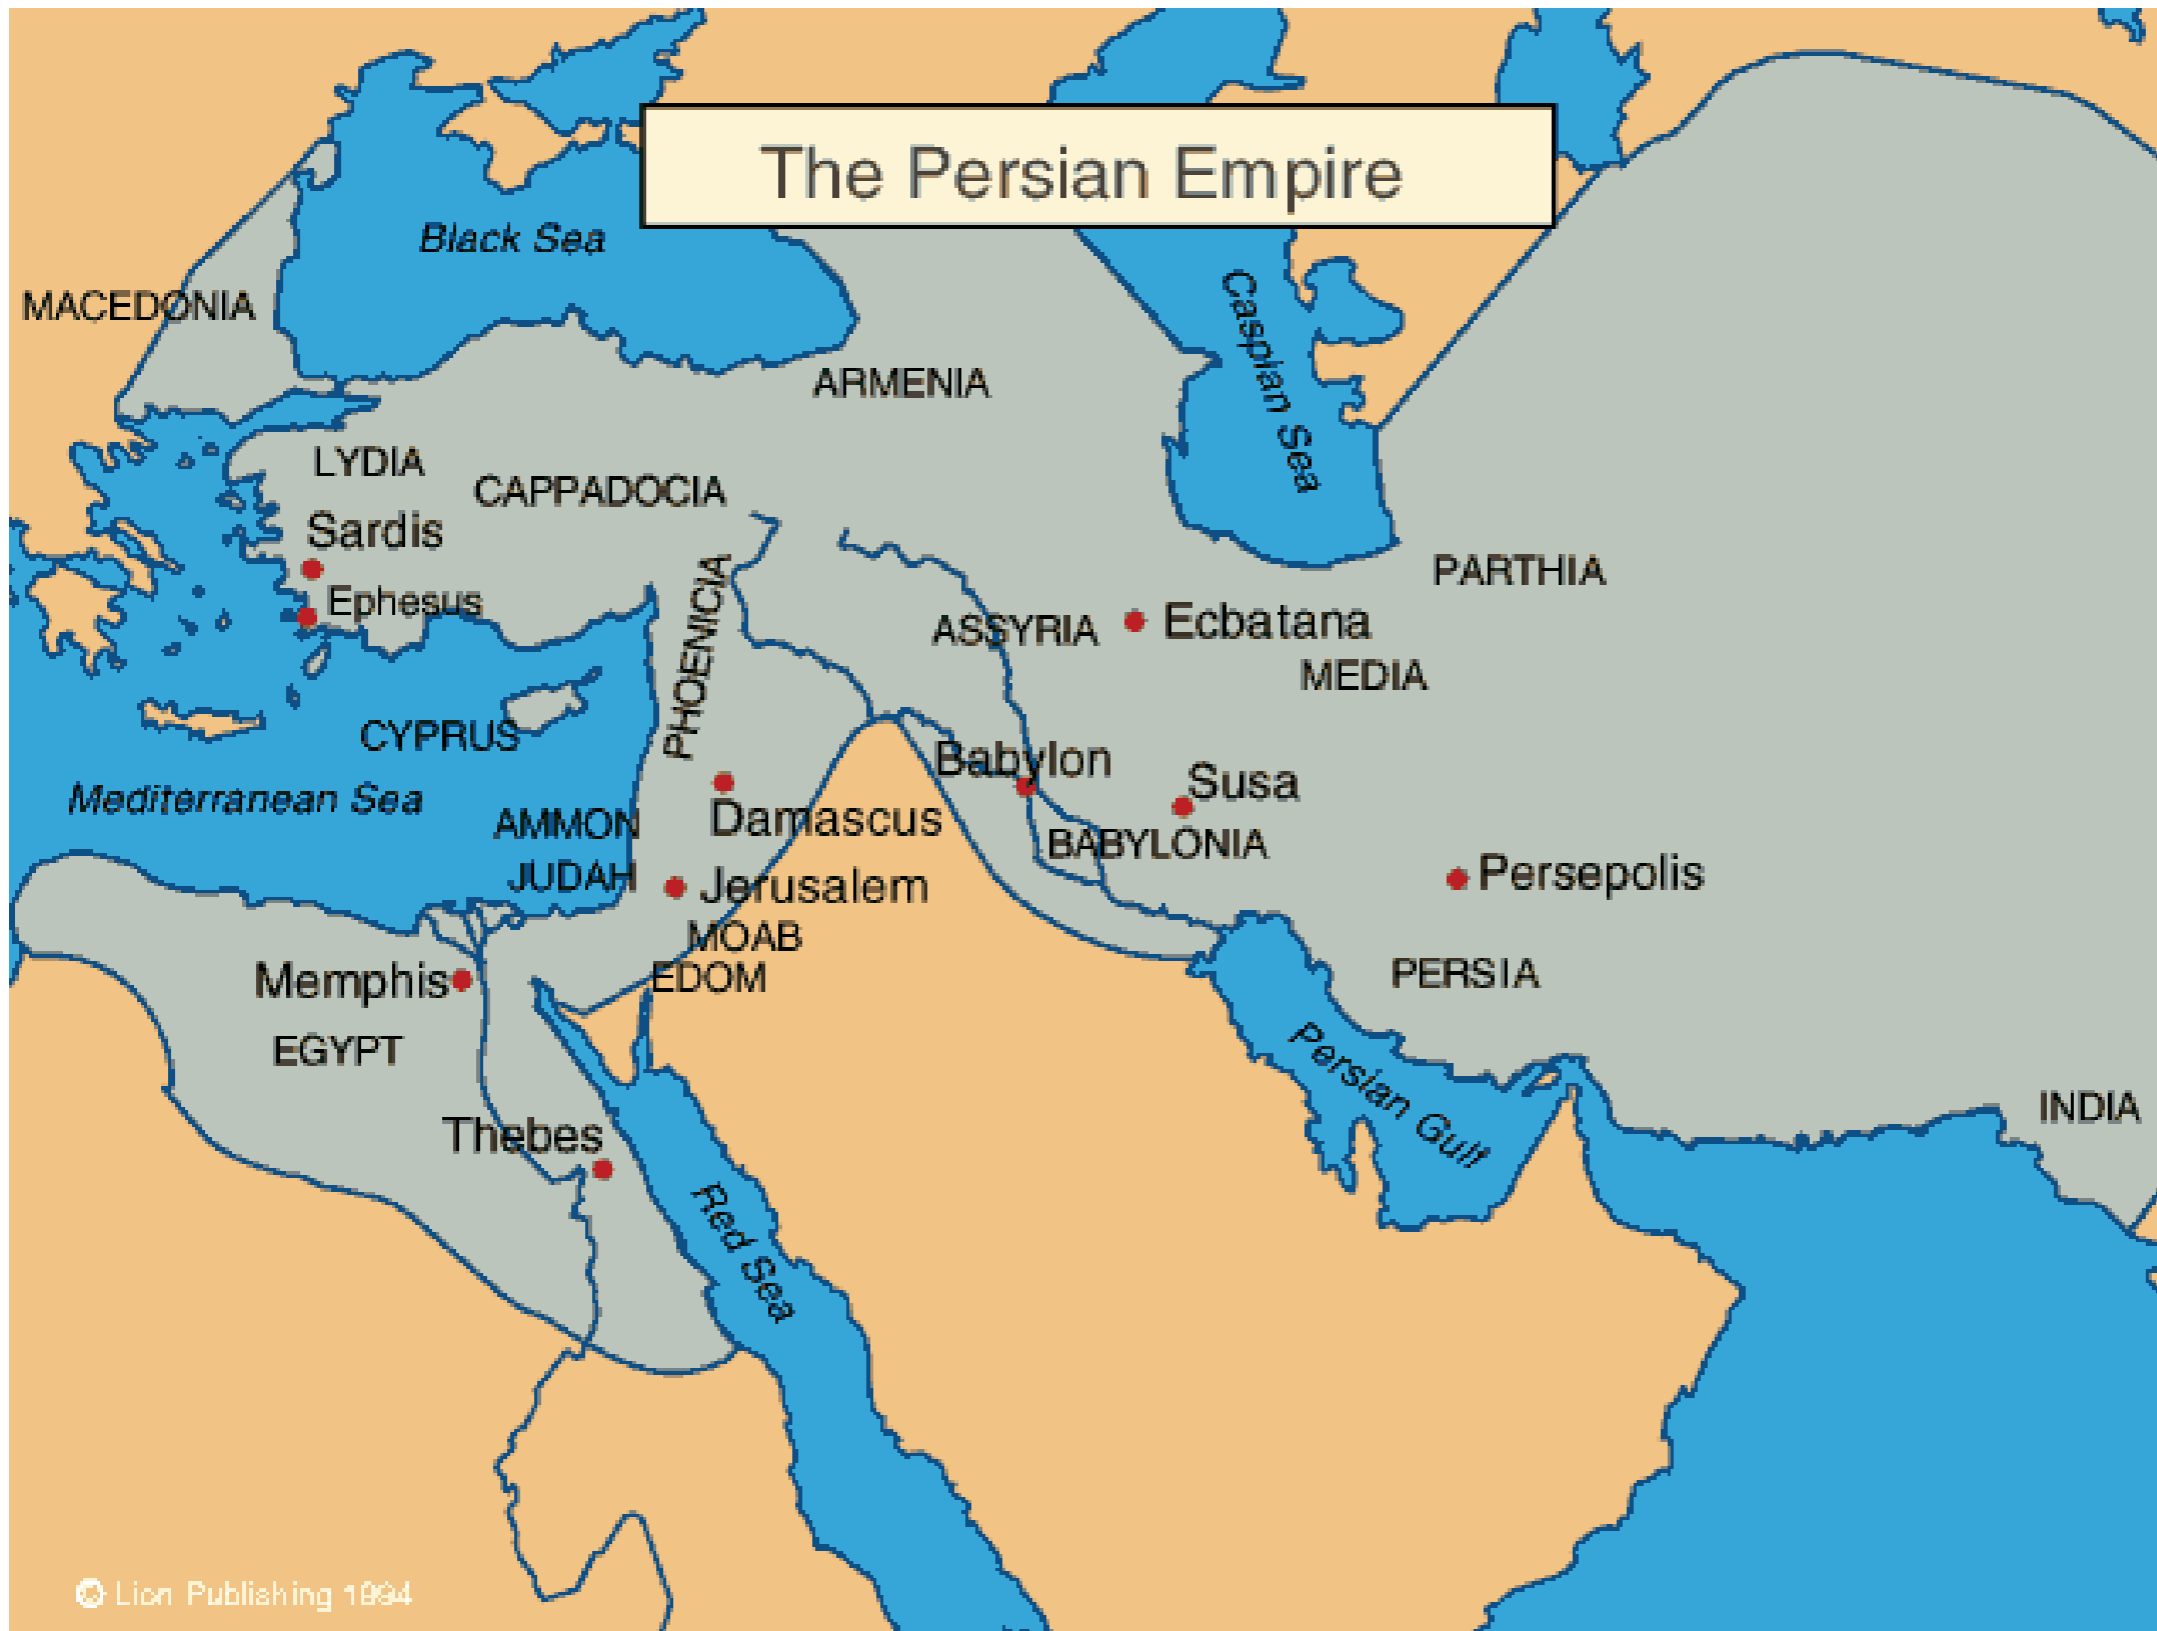 The Persian Empire
Black Sea
Caspian Sea
MACEDONIA
ARMENIA
LYDIA
CAPPADOCIA
Sardis
PARTHIA
Ephesus
PHOENICIA
ASSYRIA
Ecbatana
MEDIA
CYPRUS
Babylon
Susa
Mediterranean Sea
AMMON
Damascus
BABYLONIA
JUDAH
Jerusalem
Persepolis
MOAB
Memphis
EDOM
PERSIA
EGYPT
Persian Gulf
INDIA
Thebes
Red Sea
© Lion Publishing 1994